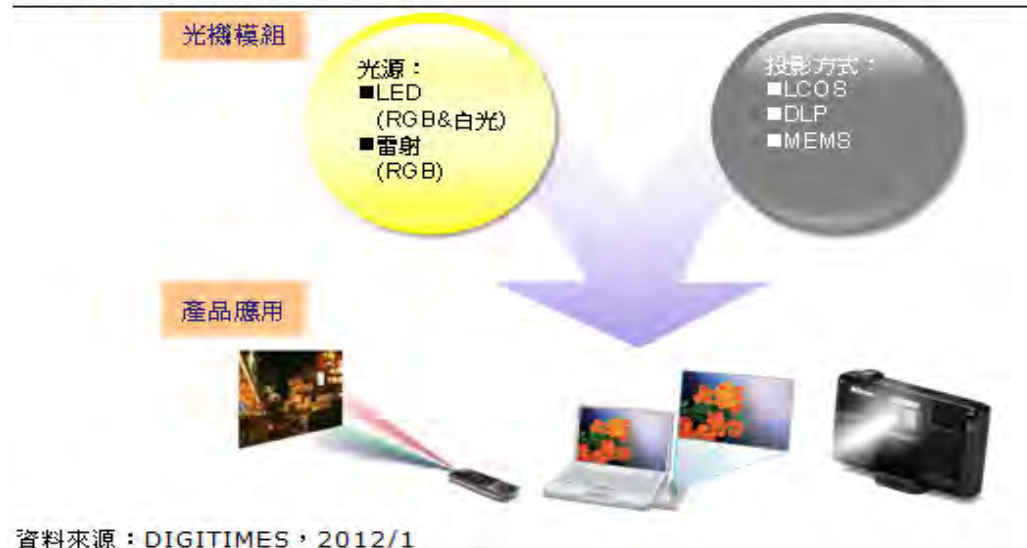 光機模組
光源：
■LED
(RGB&白光)
■雷射
(RGB)
投影方式：
■LCOS
■DLP
■MEMS
產品應用
資料來源：DIGITIMES，2012/1